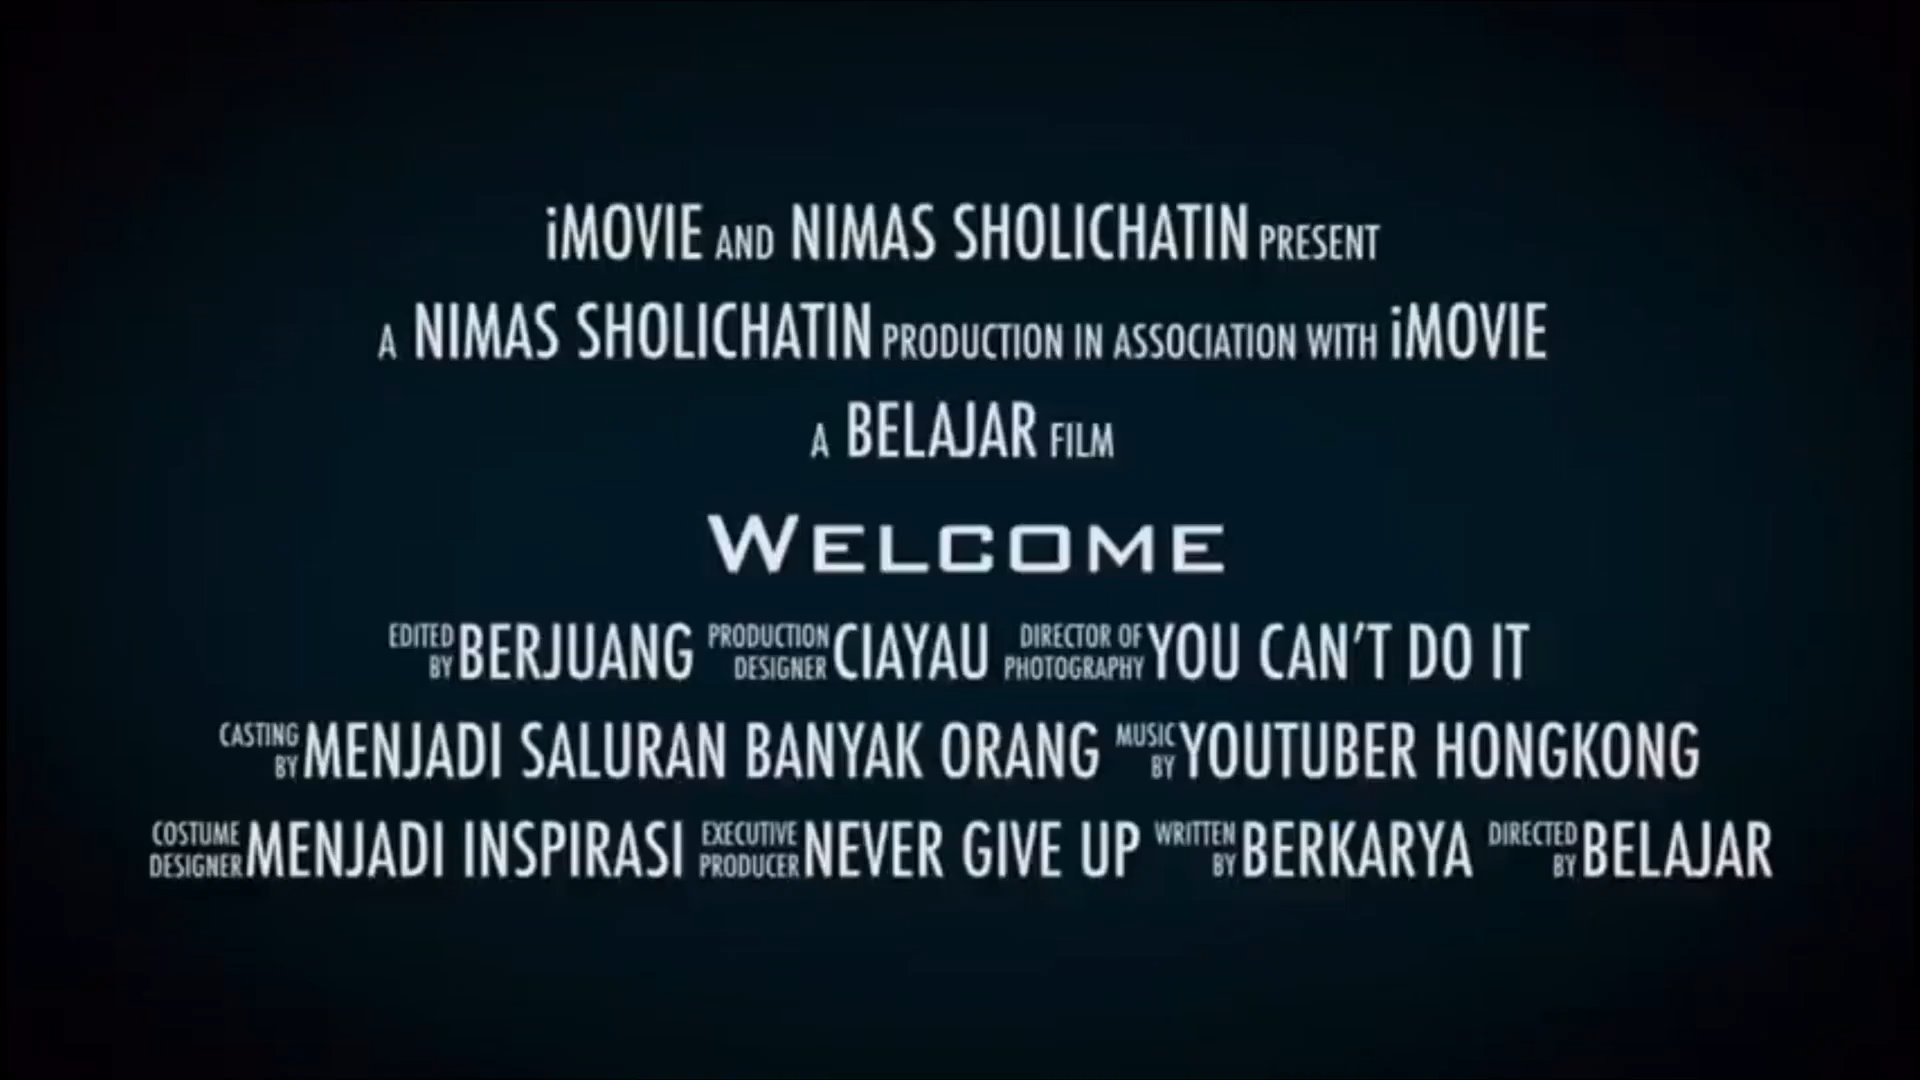 iMOVIE AND NIMAS SHOLICHATIN PRESENT
A NIMAS SHOLICHATIN PRODUCTION IN ASSOCIATION WITH iMOVIE
A BELAJAR FILM
WELCOME
EDITED BY BERJUANG PRODUCTION DESIGNER CIAYAU DIRECTOR OF PHOTOGRAPHY YOU CAN'T DO IT
CASTING BY MENJADI SALURAN BANYAK ORANG MUSIC BY YOUTUBER HONGKONG
COSTUME DESIGNER MENJADI INSPIRASI EXECUTIVE PRODUCER NEVER GIVE UP WRITTEN BY BERKARYA DIRECTED BY BELAJAR